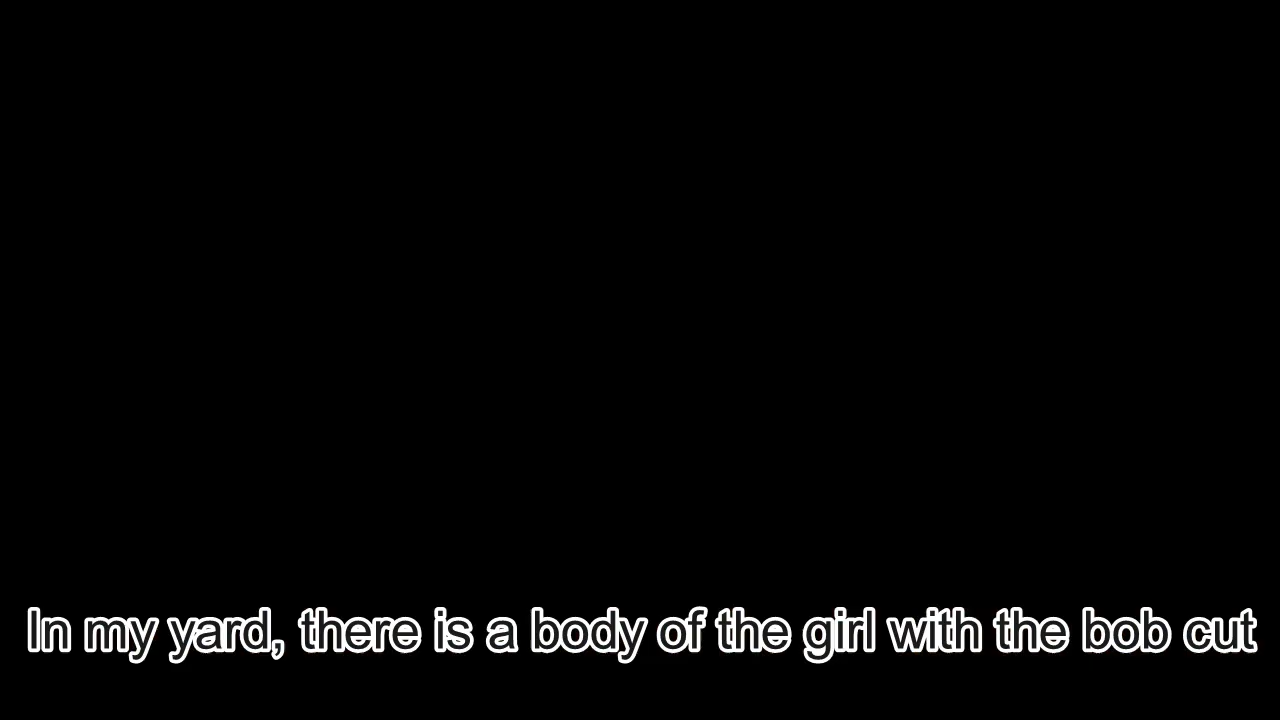 In my yard, there is a body of the girl with the bob cut